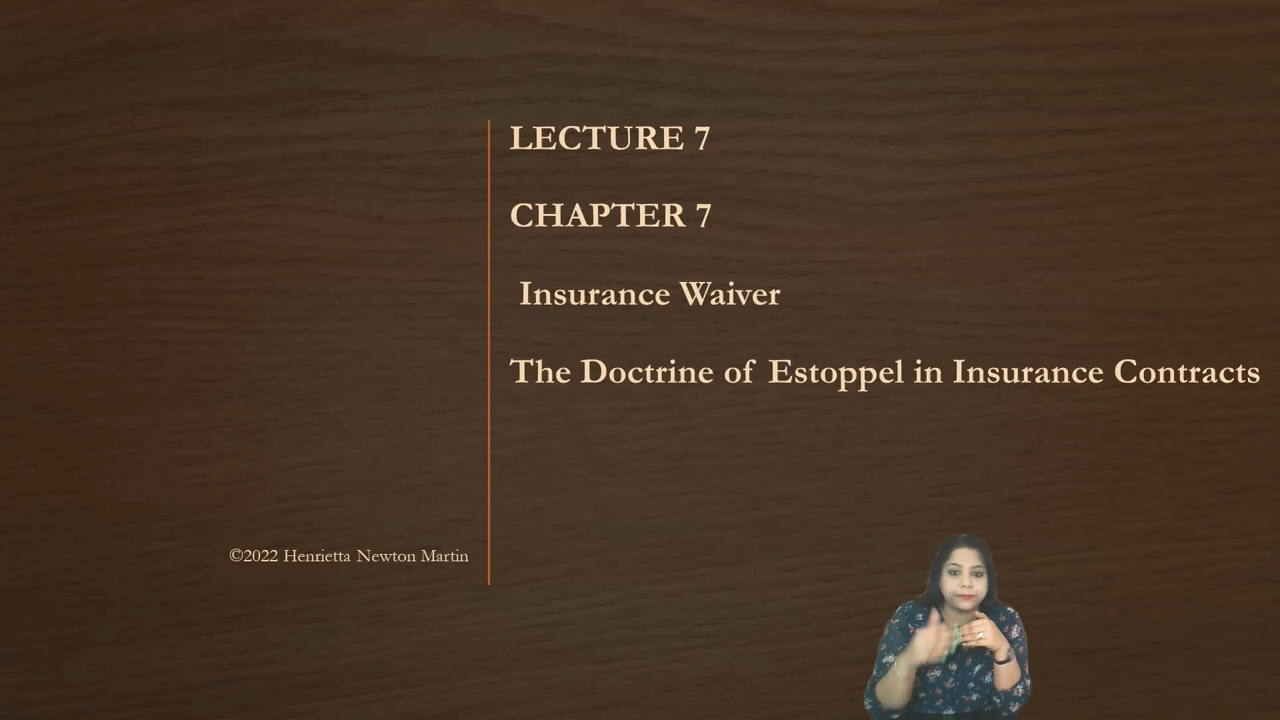 LECTURE 7
CHAPTER 7
Insurance Waiver
The Doctrine of Estoppel in Insurance Contracts
©2022 Henrietta Newton Martin